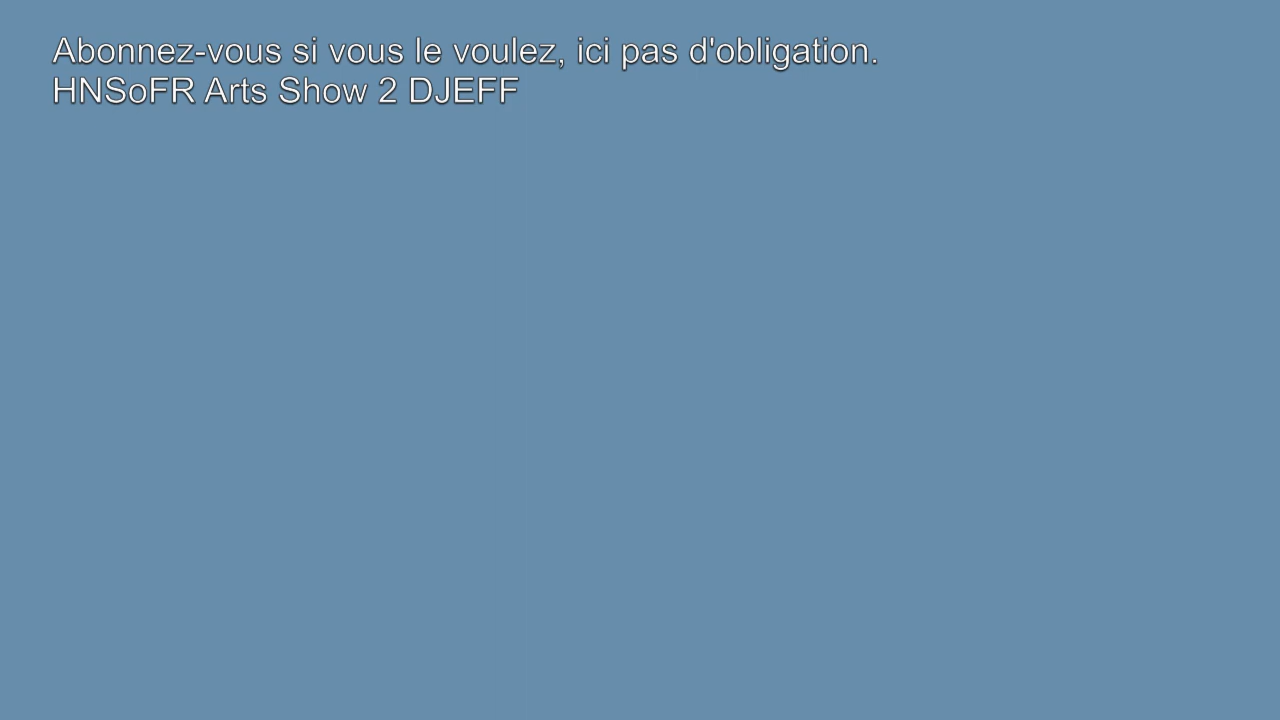 Abonnez-vous si vous le voulez, ici pas d'obligation.
HNSoFR Arts Show 2 DJEFF